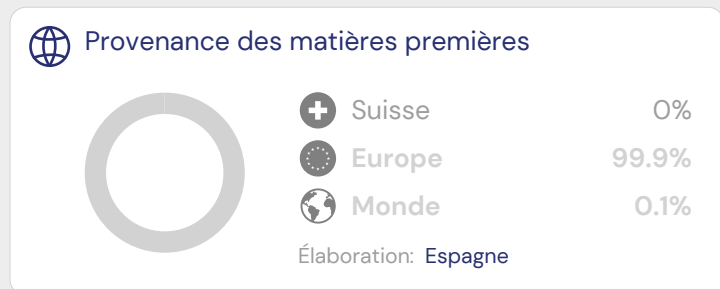 Provenance des matières premières
Suisse 0%
Europe 99.9%
Monde 0.1%
Élaboration: Espagne